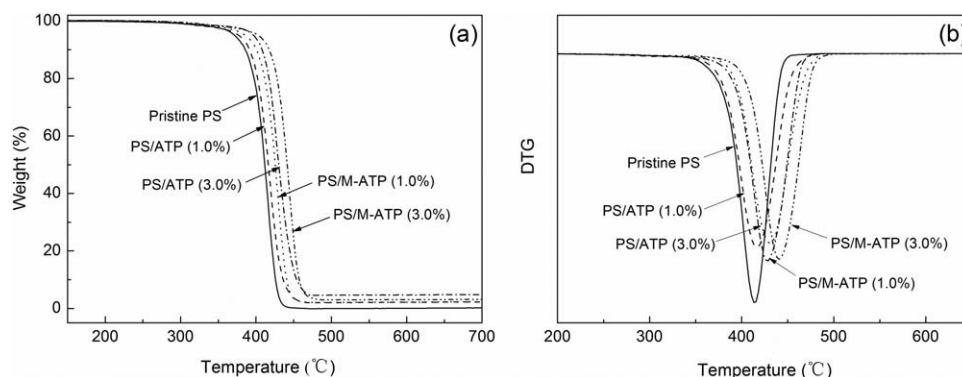 (a)
100
80
60
40
20
0
Weight (%)
Pristine PS
PS/ATP (1.0%)
PS/ATP (3.0%)
PS/M-ATP (1.0%)
PS/M-ATP (3.0%)
200 300 400 500 600 700
Temperature (℃)
(b)
DTG
Pristine PS
PS/ATP (1.0%)
PS/ATP (3.0%)
PS/M-ATP (3.0%)
PS/M-ATP (1.0%)
200 300 400 500 600
Temperature (℃)